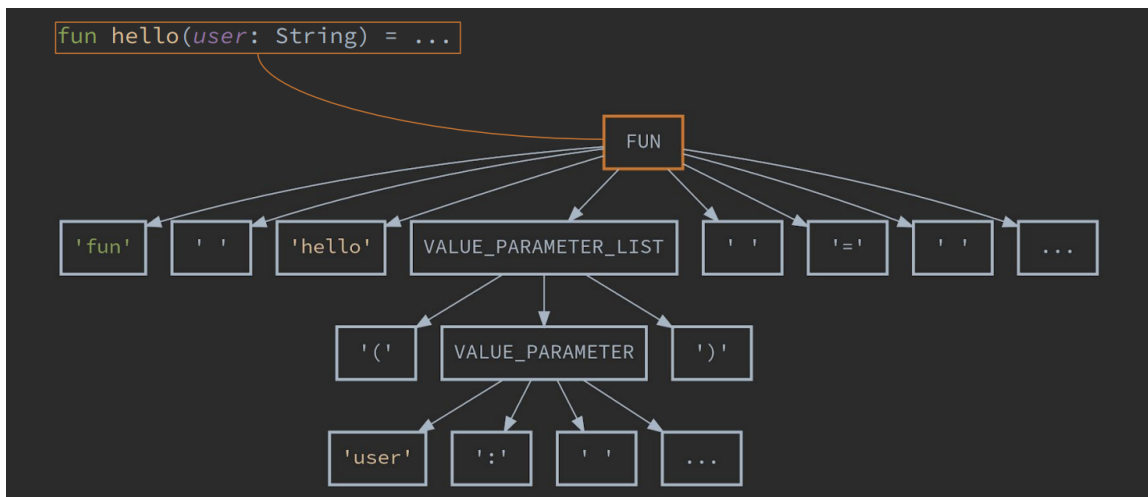 fun hello(user: String) = ...
FUN
'fun' ' ' 'hello' VALUE_PARAMETER_LIST ' ' '=' ' ' ...
'(' VALUE_PARAMETER ')'
'user' ':' ' ' ...